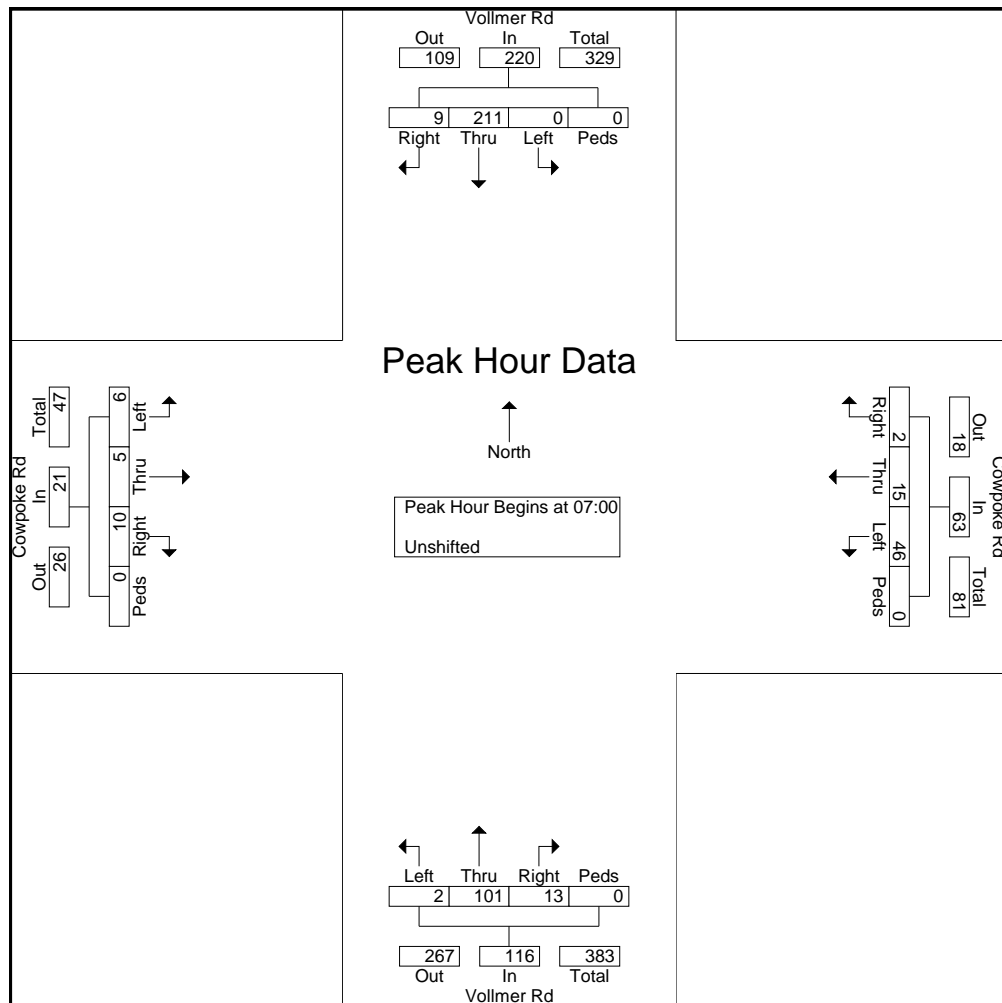 Vollmer Rd
Out In Total
109 220 329
9 211 0 0
Right Thru Left Peds
Peak Hour Data
North
Peak Hour Begins at 07:00
Unshifted
Cowpoke Rd
Total In Out
47 21 26
6 5 10 0
Left Thru Right Peds
Right Thru Left Peds
2 15 46 0
18 63 81
Out In Total
Cowpoke Rd
Left Thru Right Peds
2 101 13 0
267 116 383
Out In Total
Vollmer Rd